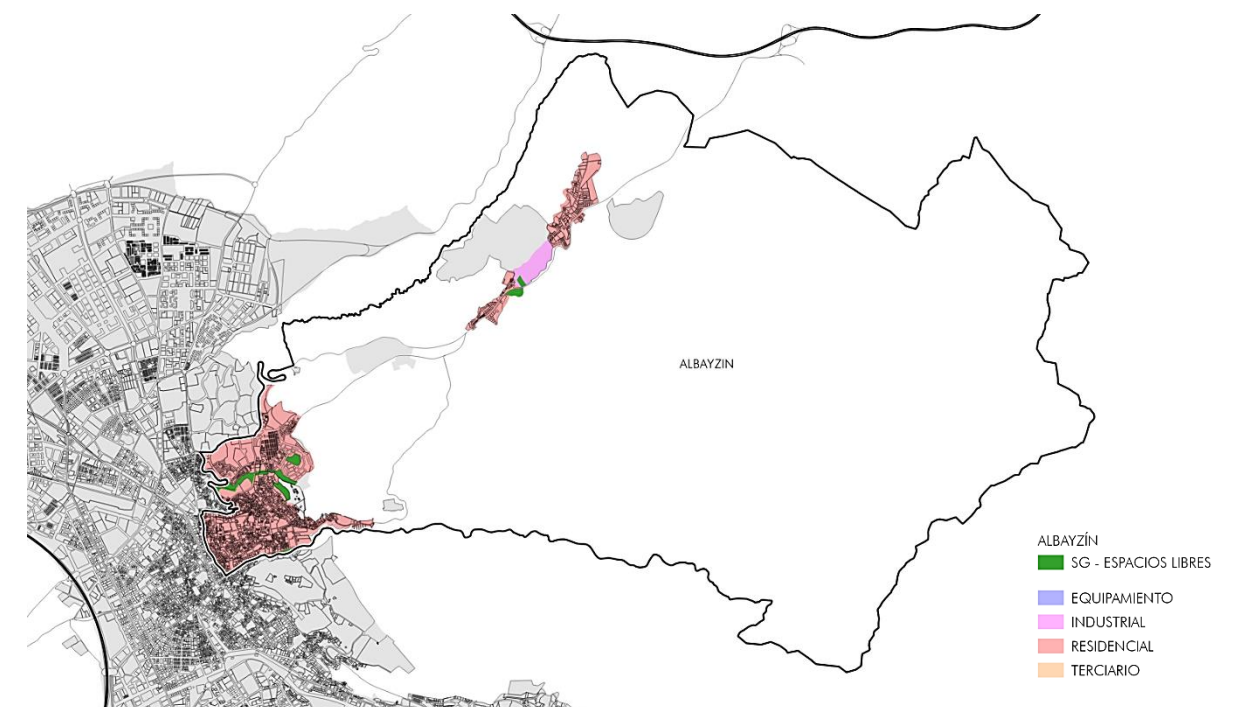 ALBAYZIN
ALBAYZÍN
SG - ESPACIOS LIBRES
EQUIPAMIENTO
INDUSTRIAL
RESIDENCIAL
TERCIARIO